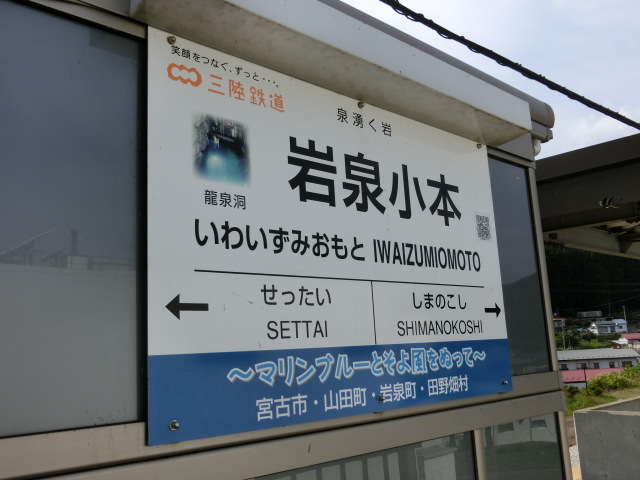 笑顔をつなぐ、ずっと・・・。
三陸鉄道
泉湧く岩
岩泉小本
龍泉洞
いわいずみおもと IWAIZUMIOMOTO
せったい
SETTAI
しまのこし
SHIMANOKOSHI
～マリンブルーとそよ風をぬって～
宮古市・山田町・岩泉町・田野畑村